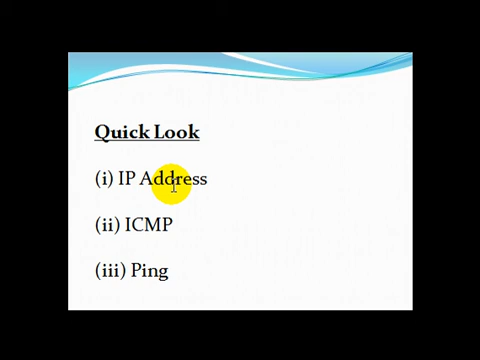 Quick Look
(i) IP Address
(ii) ICMP
(iii) Ping